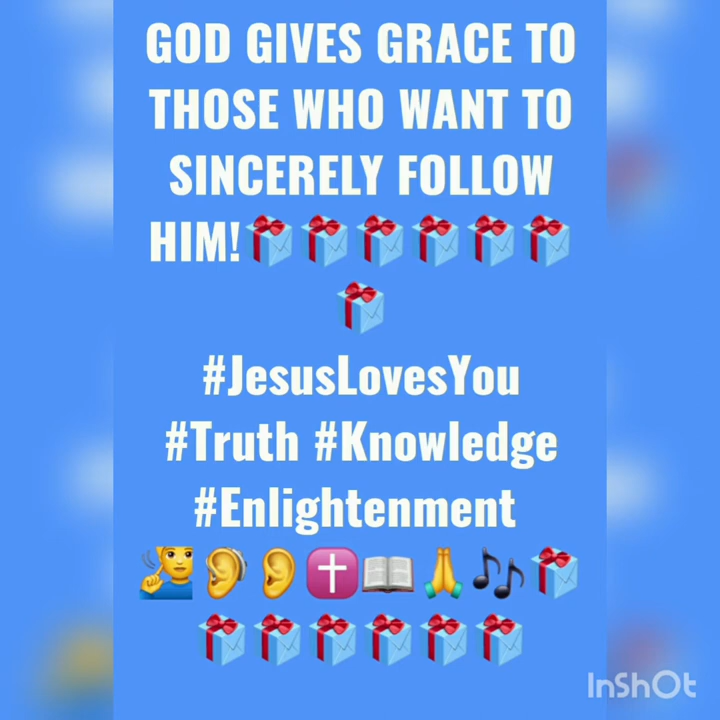 GOD GIVES GRACE TO
THOSE WHO WANT TO
SINCERELY FOLLOW
HIM!🎁🎁🎁🎁🎁🎁
🎁
#JesusLovesYou
#Truth #Knowledge
#Enlightenment
🧏🦻👂✝️📖🙏🎶🎁
🎁🎁🎁🎁🎁🎁
InShOt